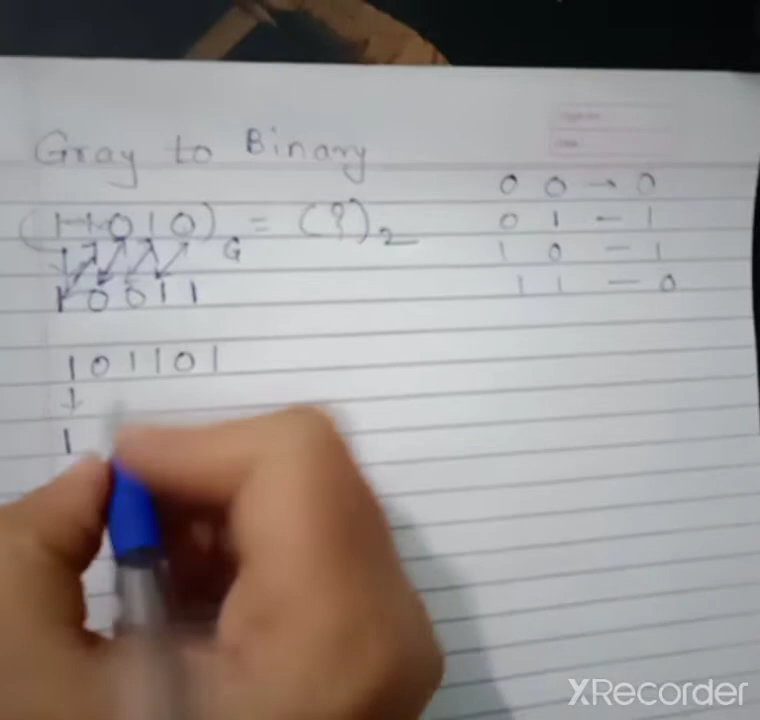 Gray to Binary
(11010)G = (?)2
10011
0 0 → 0
0 1 - 1
1 0 - 1
1 1 - 0
101101
↓
1
XRecorder